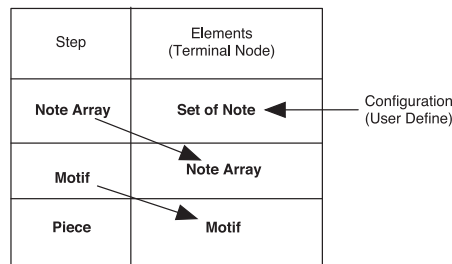 Step
Elements
(Terminal Node)
Note Array
Set of Note
Configuration
(User Define)
Motif
Note Array
Piece
Motif